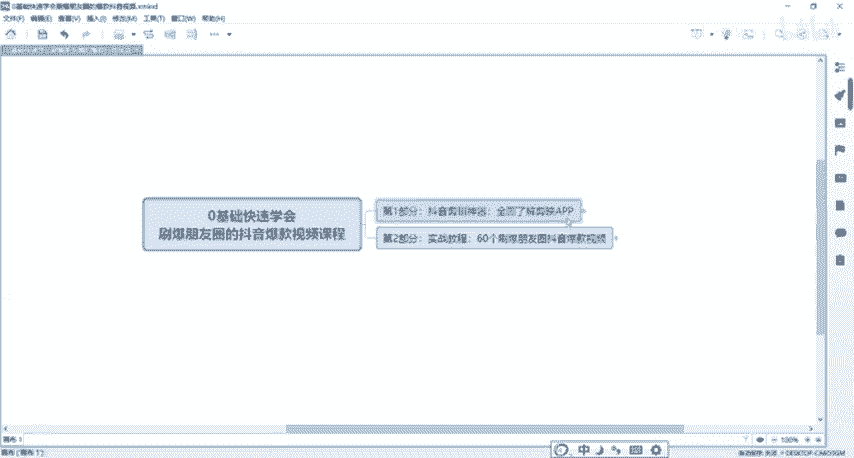 0基础快速学会刷爆朋友圈的爆款抖音视频.xmind
文件(F) 编辑(E) 查看(V) 插入(I) 修改(M) 工具(T) 窗口(W) 帮助(H)
0基础快速学会
刷爆朋友圈的抖音爆款视频课程
第1部分：抖音剪辑神器：全面了解剪映APP
第2部分：实战教程：60个刷爆朋友圈抖音爆款视频
100%
中